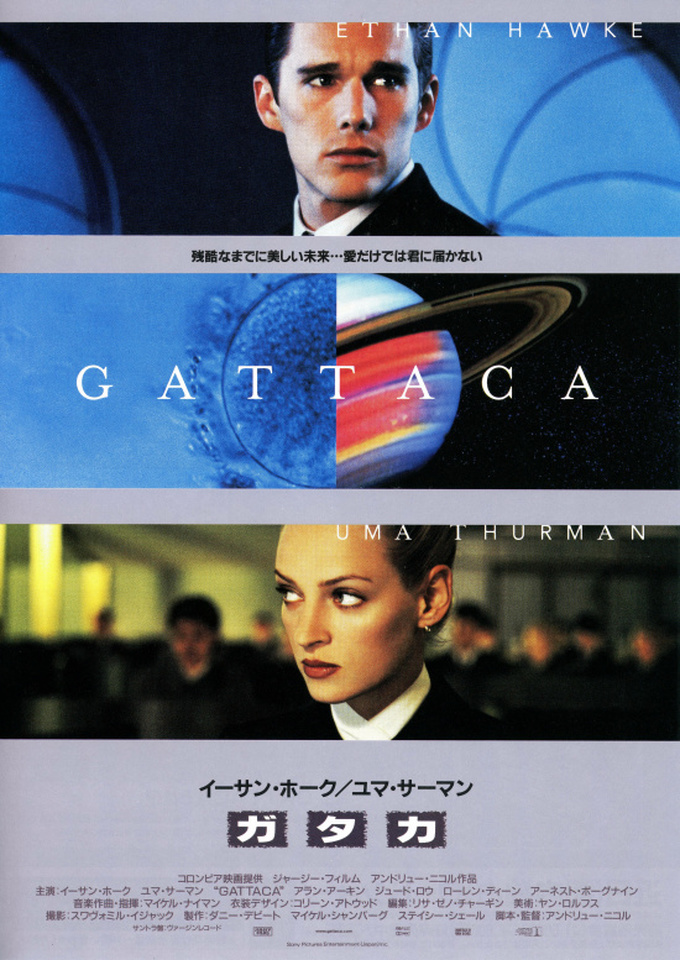 ETHAN HAWKE
残酷なまでに美しい未来…愛だけでは君に届かない
GATTACA
UMA THURMAN
イーサン・ホーク／ユマ・サーマン
ガタカ
コロンビア映画提供　ジャージー・フィルム　アンドリュー・ニコル作品
主演：イーサン・ホーク　ユマ・サーマン　“GATTACA”　アラン・アーキン　ジュード・ロウ　ローレン・ディーン　アーネスト・ボーグナイン
音楽作曲・指揮：マイケル・ナイマン　衣装デザイン：コリーン・アトウッド　編集：リサ・ゼノ・チャーギン　美術：ヤン・ロルフス
撮影：スワヴォミル・イジャック　製作：ダニー・デビート　マイケル・シャンバーグ　ステイシー・シェール　脚本・監督：アンドリュー・ニコル
サントラ盤：ヴァージンレコード　www.gattaca.com
Sony Pictures Entertainment (Japan) Inc.